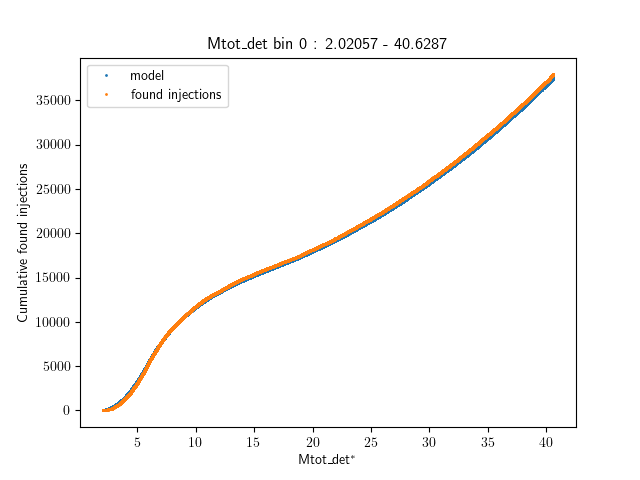 Mtot_det bin 0 : 2.02057 - 40.6287
model
found injections
Cumulative found injections
35000
30000
25000
20000
15000
10000
5000
0
5 10 15 20 25 30 35 40
Mtot_det*